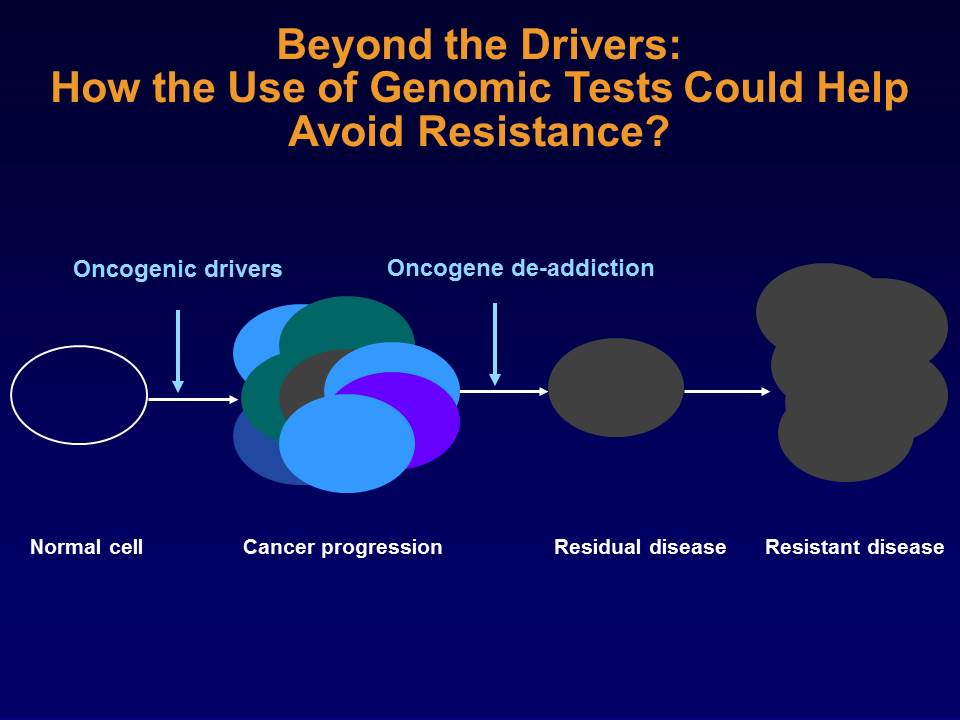 Beyond the Drivers:
How the Use of Genomic Tests Could Help
Avoid Resistance?
Oncogenic drivers
Oncogene de-addiction
Normal cell
Cancer progression
Residual disease
Resistant disease